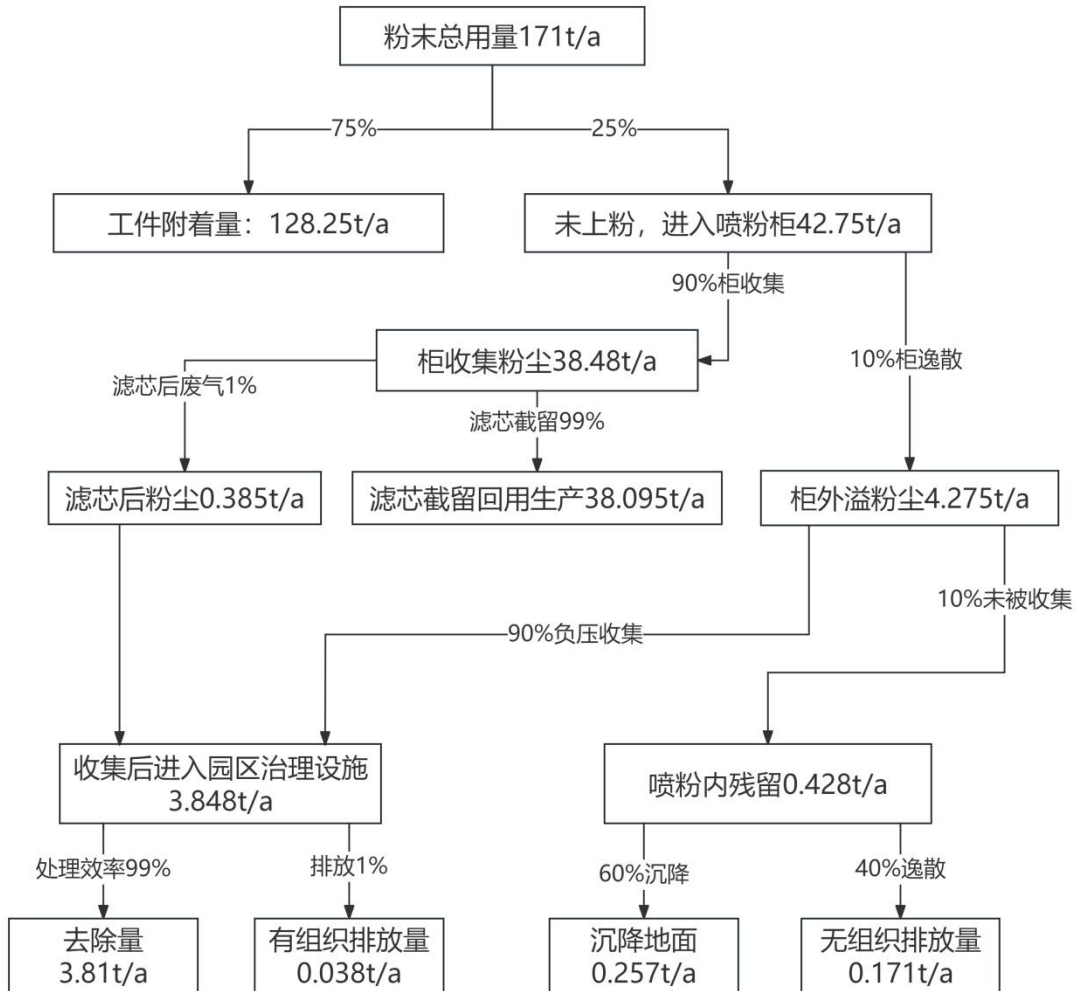 粉末总用量171t/a
75%
25%
工件附着量：128.25t/a
未上粉，进入喷粉柜42.75t/a
90%柜收集
柜收集粉尘38.48t/a
10%柜逸散
滤芯后废气1%
滤芯截留99%
滤芯后粉尘0.385t/a
滤芯截留回用生产38.095t/a
柜外溢粉尘4.275t/a
10%未被收集
90%负压收集
收集后进入园区治理设施
3.848t/a
喷粉内残留0.428t/a
处理效率99%
排放1%
60%沉降
40%逸散
去除量
3.81t/a
有组织排放量
0.038t/a
沉降地面
0.257t/a
无组织排放量
0.171t/a